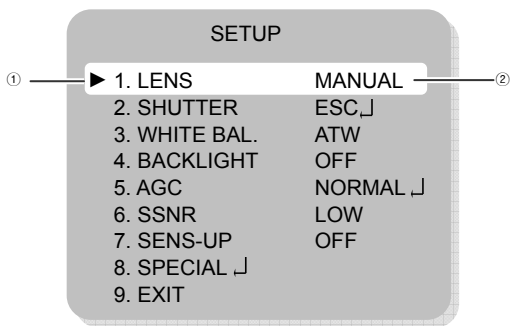 SETUP
① ▶ 1. LENS MANUAL ②
2. SHUTTER ESC↵
3. WHITE BAL. ATW
4. BACKLIGHT OFF
5. AGC NORMAL ↵
6. SSNR LOW
7. SENS-UP OFF
8. SPECIAL ↵
9. EXIT